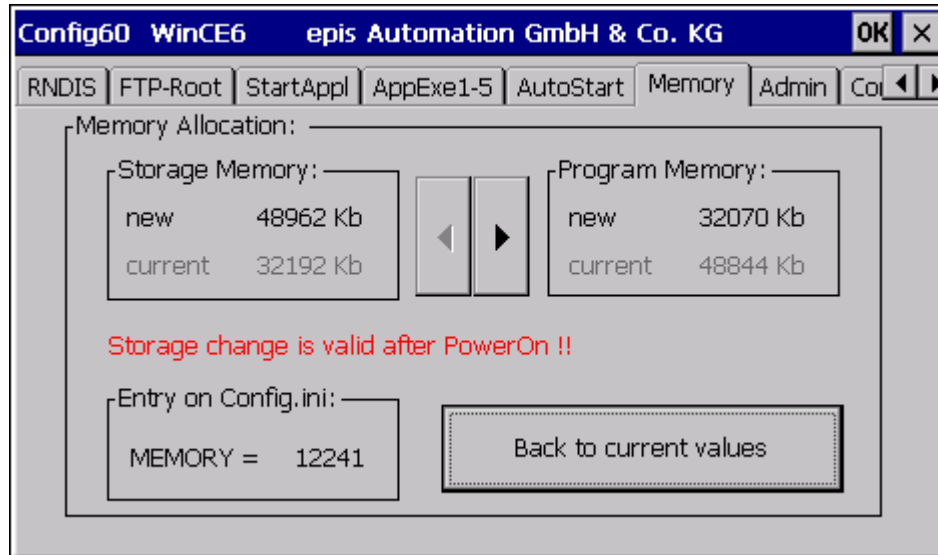 Config60 WinCE6 epis Automation GmbH & Co. KG OK ×
RNDIS FTP-Root StartAppl AppExe1-5 AutoStart Memory Admin
Memory Allocation:
Storage Memory: Program Memory:
new 48962 Kb new 32070 Kb
current 32192 Kb current 48844 Kb
Storage change is valid after PowerOn !!
Entry on Config.ini:
MEMORY = 12241 Back to current values